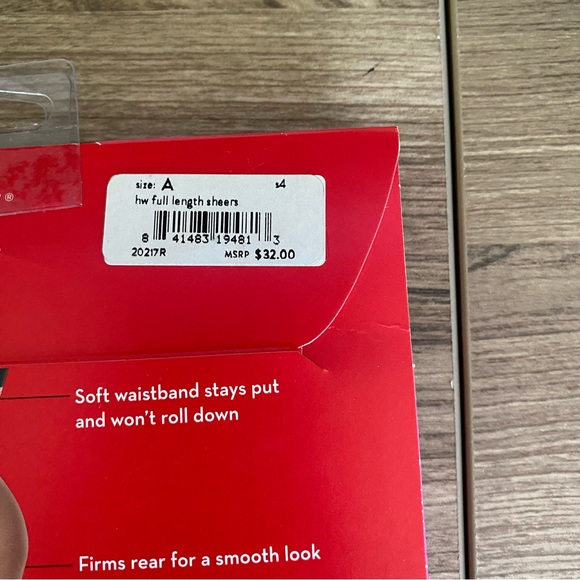 size: A s4
hw full length sheers
8 41483 19481 3
20217R MSRP $32.00
®
Soft waistband stays put
and won't roll down
Firms rear for a smooth look